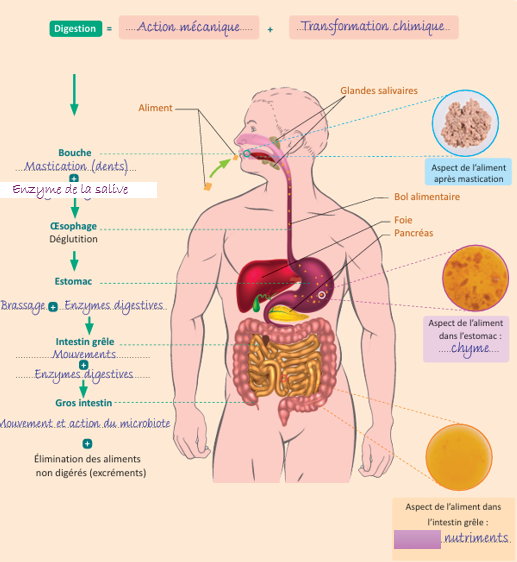 Digestion = Action mécanique + Transformation chimique
Glandes salivaires
Aliment
Bouche
Mastication (dents)
+
Enzyme de la salive
Aspect de l'aliment
après mastication
Œsophage
Déglutition
Bol alimentaire
Foie
Pancréas
Estomac
Brassage + Enzymes digestives
Aspect de l'aliment
dans l'estomac :
chyme
Intestin grêle
Mouvements
+
Enzymes digestives
Gros intestin
Mouvement et action du microbiote
+
Élimination des aliments
non digérés (excréments)
Aspect de l'aliment dans
l'intestin grêle :
nutriments